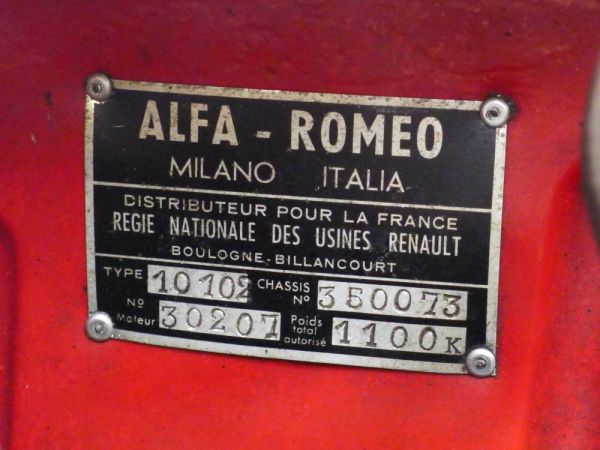 ALFA - ROMEO
MILANO ITALIA
DISTRIBUTEUR POUR LA FRANCE
REGIE NATIONALE DES USINES RENAULT
BOULOGNE-BILLANCOURT
TYPE 10102 CHASSIS Nº 350073
Nº Moteur 30207 Poids total autorisé 1100K